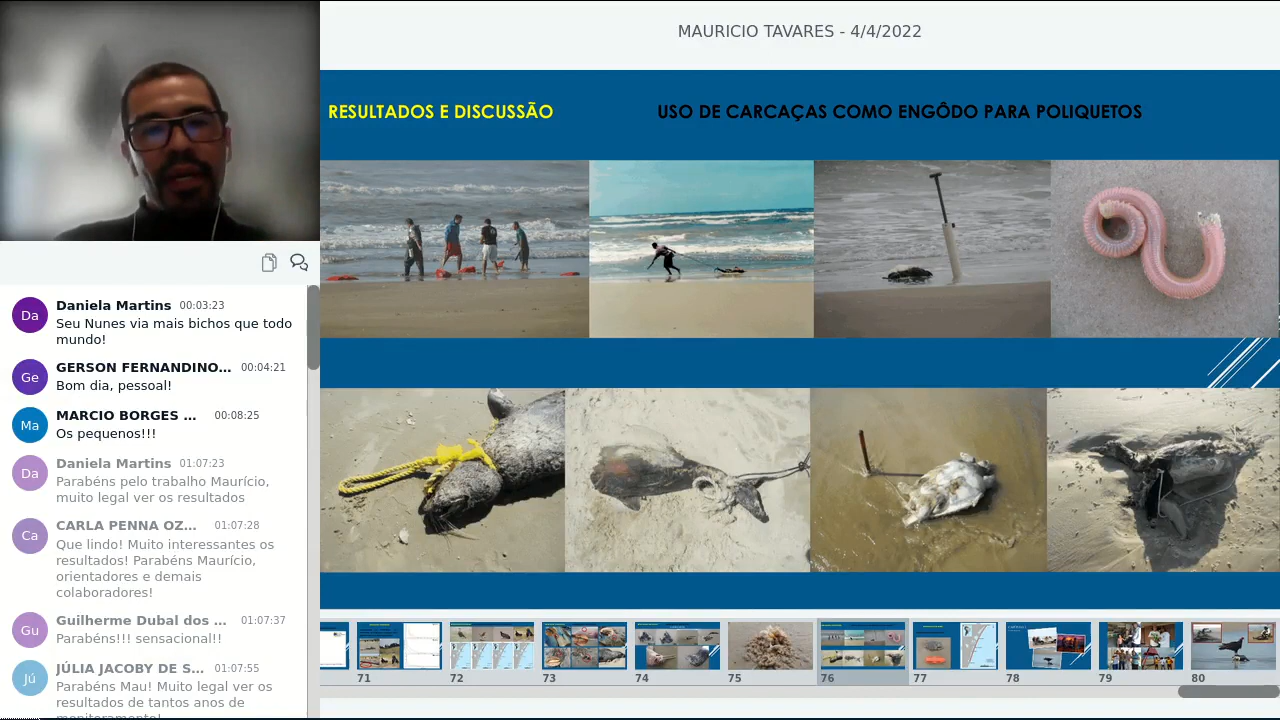 MAURICIO TAVARES - 4/4/2022
RESULTADOS E DISCUSSÃO
USO DE CARCAÇAS COMO ENGÔDO PARA POLIQUETOS
Da
Daniela Martins 00:03:23
Seu Nunes via mais bichos que todo
mundo!
Ge
GERSON FERNANDINO... 00:04:21
Bom dia, pessoal!
Ma
MARCIO BORGES ... 00:08:25
Os pequenos!!!
Da
Daniela Martins 01:07:23
Parabéns pelo trabalho Maurício,
muito legal ver os resultados
Ca
CARLA PENNA OZ... 01:07:28
Que lindo! Muito interessantes os
resultados! Parabéns Maurício,
orientadores e demais
colaboradores!
Gu
Guilherme Dubal dos ... 01:07:37
Parabéns!!! sensacional!!
Jú
JÚLIA JACOBY DE S... 01:07:55
Parabéns Mau! Muito legal ver os
resultados de tantos anos de
monitoramento!
71 72 73 74 75 76 77 78 79 80